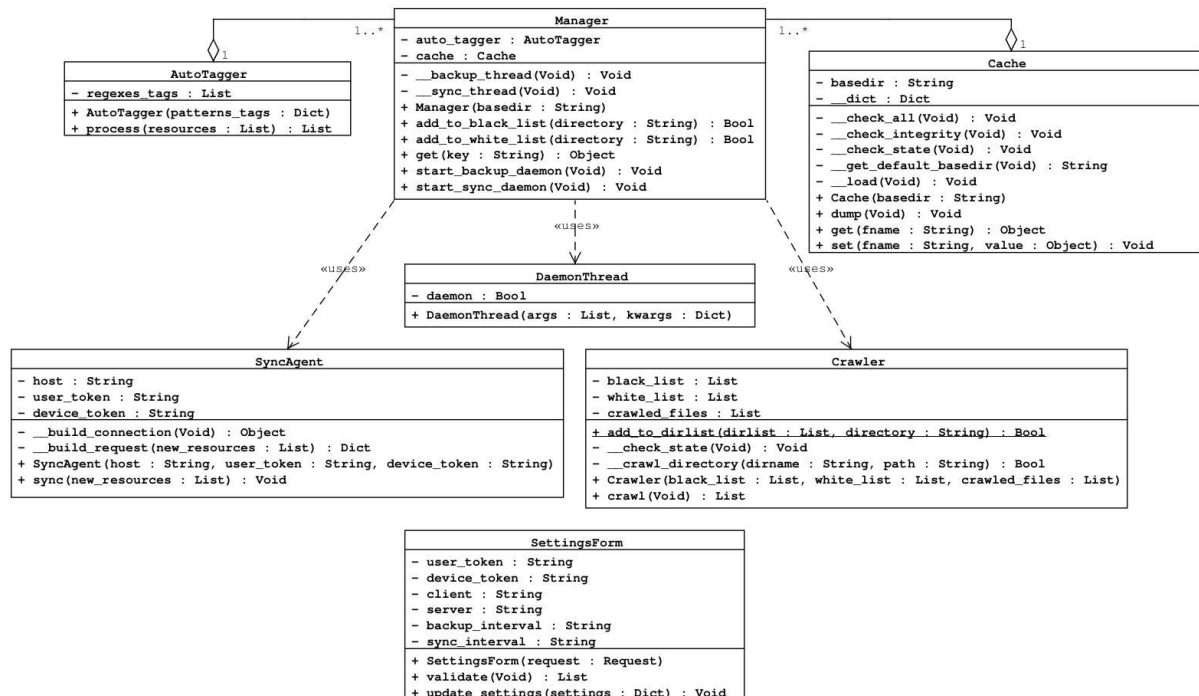 Manager
- auto_tagger : AutoTagger
- cache : Cache
- __backup_thread(Void) : Void
- __sync_thread(Void) : Void
+ Manager(basedir : String)
+ add_to_black_list(directory : String) : Bool
+ add_to_white_list(directory : String) : Bool
+ get(key : String) : Object
+ start_backup_daemon(Void) : Void
+ start_sync_daemon(Void) : Void
1..*
1
1..*
1
AutoTagger
- regexes_tags : List
+ AutoTagger(patterns_tags : Dict)
+ process(resources : List) : List
Cache
- basedir : String
- __dict : Dict
- __check_all(Void) : Void
- __check_integrity(Void) : Void
- __check_state(Void) : Void
- __get_default_basedir(Void) : String
- __load(Void) : Void
+ Cache(basedir : String)
+ dump(Void) : Void
+ get(fname : String) : Object
+ set(fname : String, value : Object) : Void
«uses»
«uses»
«uses»
DaemonThread
- daemon : Bool
+ DaemonThread(args : List, kwargs : Dict)
SyncAgent
- host : String
- user_token : String
- device_token : String
- __build_connection(Void) : Object
- __build_request(new_resources : List) : Dict
+ SyncAgent(host : String, user_token : String, device_token : String)
+ sync(new_resources : List) : Void
Crawler
- black_list : List
- white_list : List
- crawled_files : List
+ add_to_dirlist(dirlist : List, directory : String) : Bool
- __check_state(Void) : Void
- __crawl_directory(dirname : String, path : String) : Bool
+ Crawler(black_list : List, white_list : List, crawled_files : List)
+ crawl(Void) : List
SettingsForm
- user_token : String
- device_token : String
- client : String
- server : String
- backup_interval : String
- sync_interval : String
+ SettingsForm(request : Request)
+ validate(Void) : List
+ update_settings(settings : Dict) : Void